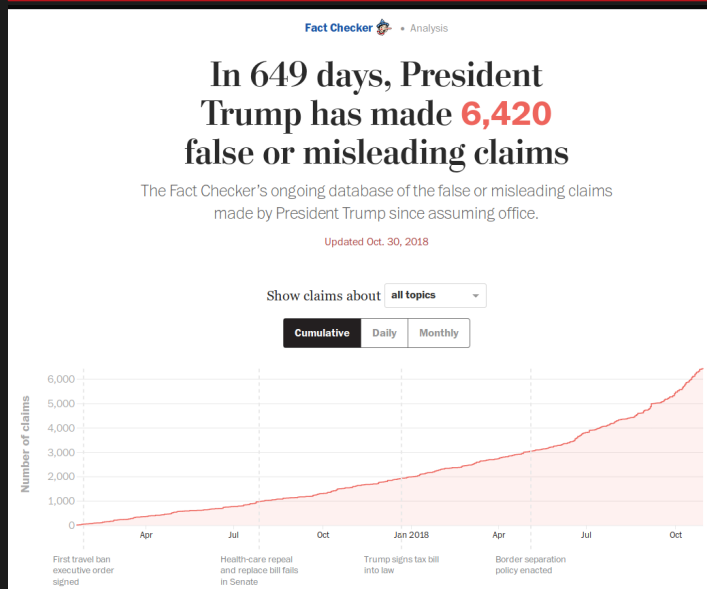 Fact Checker • Analysis
In 649 days, President
Trump has made 6,420
false or misleading claims
The Fact Checker's ongoing database of the false or misleading claims
made by President Trump since assuming office.
Updated Oct. 30, 2018
Show claims about all topics
Cumulative Daily Monthly
Number of claims
6,000
5,000
4,000
3,000
2,000
1,000
0
Apr Jul Oct Jan 2018 Apr Jul Oct
First travel ban
executive order
signed
Health-care repeal
and replace bill fails
in Senate
Trump signs tax bill
into law
Border separation
policy enacted